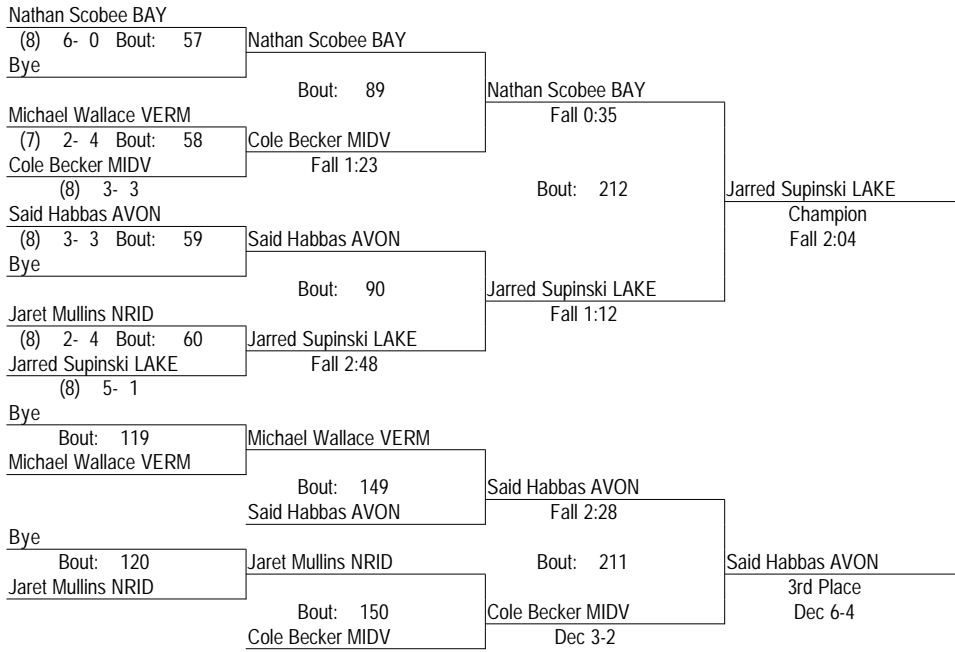 Nathan Scobee BAY
(8) 6- 0 Bout: 57 Nathan Scobee BAY
Bye
Bout: 89 Nathan Scobee BAY
Michael Wallace VERM Fall 0:35
(7) 2- 4 Bout: 58 Cole Becker MIDV
Cole Becker MIDV Fall 1:23
(8) 3- 3 Bout: 212 Jarred Supinski LAKE
Said Habbas AVON Champion
(8) 3- 3 Bout: 59 Said Habbas AVON Fall 2:04
Bye
Bout: 90 Jarred Supinski LAKE
Jaret Mullins NRID Fall 1:12
(8) 2- 4 Bout: 60 Jarred Supinski LAKE
Jarred Supinski LAKE Fall 2:48
(8) 5- 1
Bye
Bout: 119 Michael Wallace VERM
Michael Wallace VERM
Bout: 149 Said Habbas AVON
Said Habbas AVON Fall 2:28
Bye
Bout: 120 Jaret Mullins NRID Bout: 211 Said Habbas AVON
Jaret Mullins NRID 3rd Place
Bout: 150 Cole Becker MIDV Dec 6-4
Cole Becker MIDV Dec 3-2